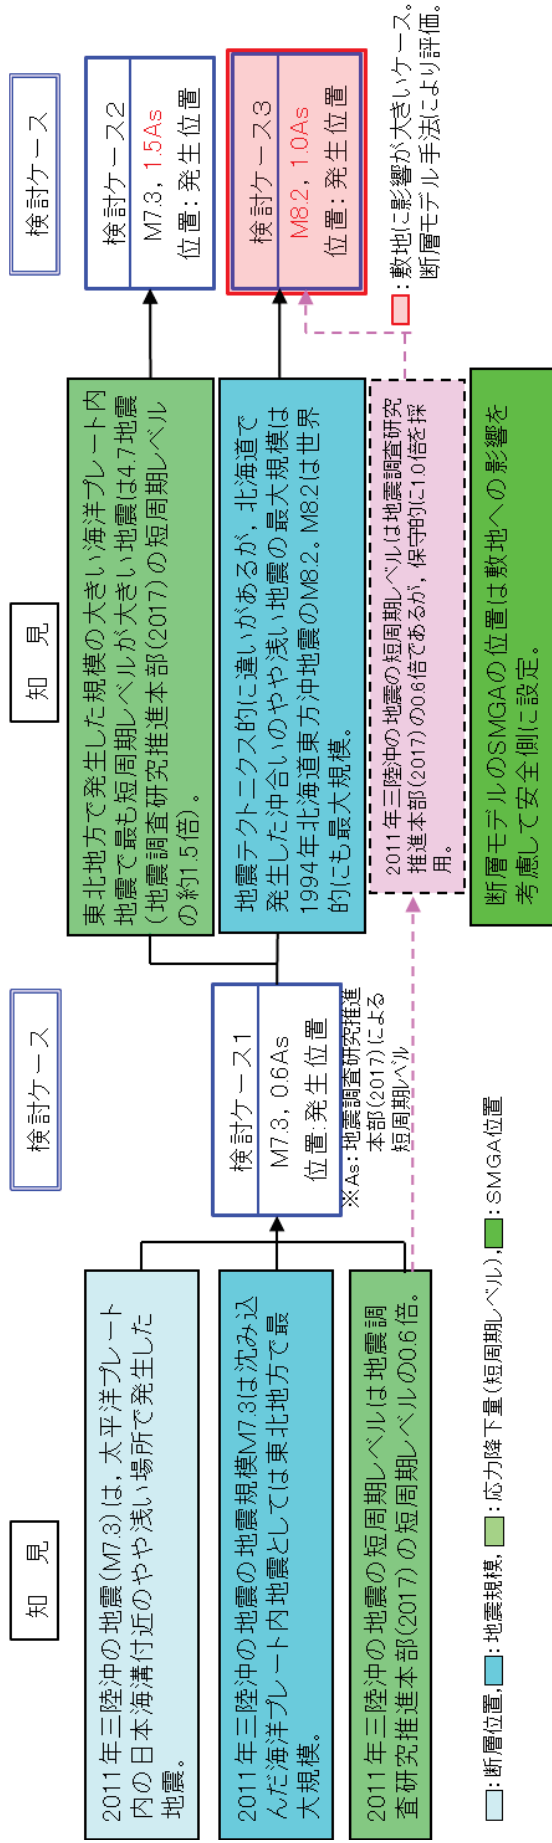 知　見
2011年三陸沖の地震(M7.3)は，太平洋プレート
内の日本海溝付近のやや浅い場所で発生した
地震。
2011年三陸沖の地震の地震規模M7.3は沈み込
んだ海洋プレート内地震としては東北地方で最
大規模。
2011年三陸沖の地震の短周期レベルは地震調
査研究推進本部(2017)の短周期レベルの0.6倍。
検討ケース
検討ケース1
M7.3，0.6As
位置：発生位置
※As：地震調査研究推進
本部(2017)による
短周期レベル
知　見
東北地方で発生した規模の大きい海洋プレート内
地震で最も短周期レベルが大きい地震は4.7地震
(地震調査研究推進本部(2017)の短周期レベル
の約1.5倍)。
地震テクトニクス的に違いがあるが，北海道で
発生した沖合いのやや浅い地震の最大規模は
1994年北海道東方沖地震のM8.2。M8.2は世界
的にも最大規模。
2011年三陸沖の地震の短周期レベルは地震調査研究
推進本部(2017)の0.6倍であるが，保守的に1.0倍を採
用。
断層モデルのSMGAの位置は敷地への影響を
考慮して安全側に設定。
検討ケース
検討ケース2
M7.3，1.5As
位置：発生位置
検討ケース3
M8.2，1.0As
位置：発生位置
：敷地に影響が大きいケース。
断層モデル手法により評価。
：断層位置，：地震規模，：応力降下量(短周期レベル)，：SMGA位置